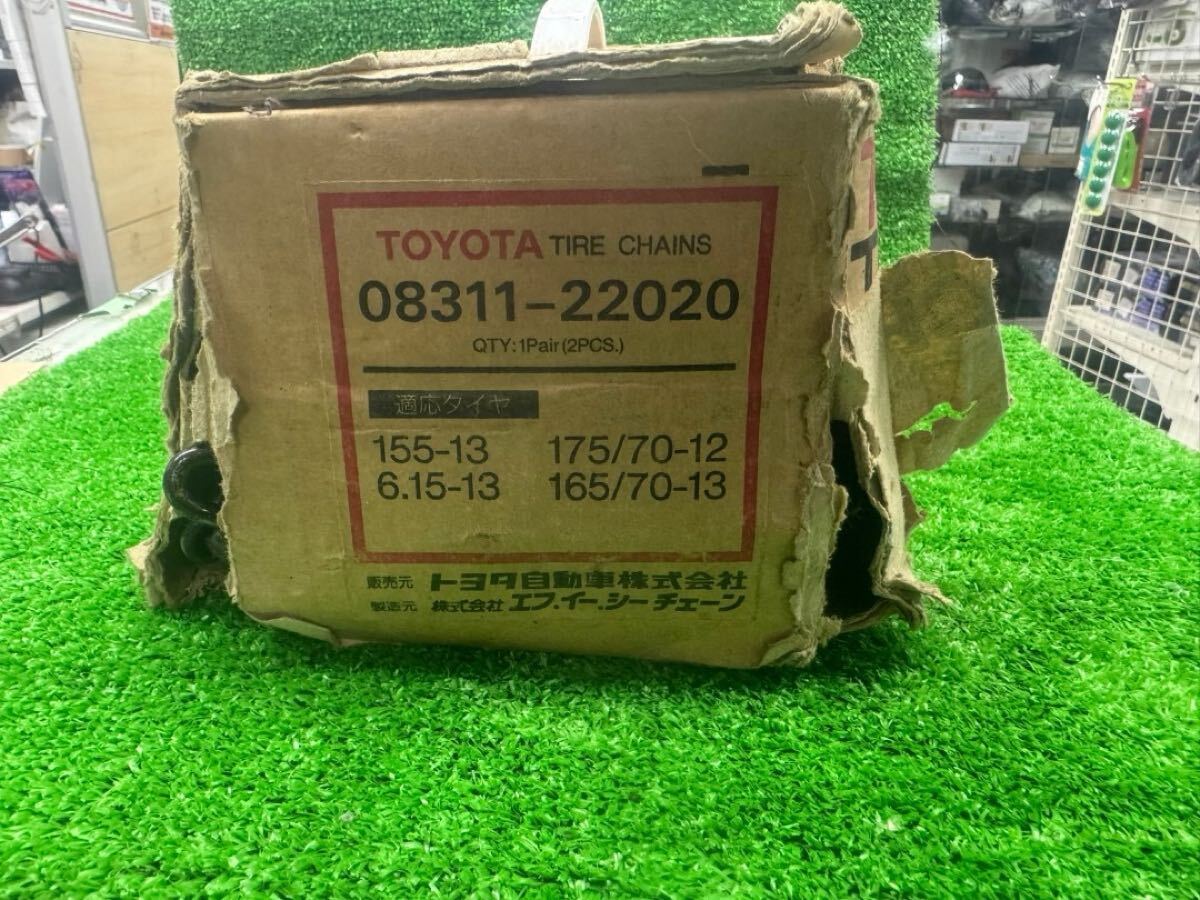 TOYOTA TIRE CHAINS
08311-22020
QTY:1Pair(2PCS.)
適応タイヤ
155-13 175/70-12
6.15-13 165/70-13
販売元 トヨタ自動車株式会社
製造元 株式会社 エフ.イー.シー チェーン
T